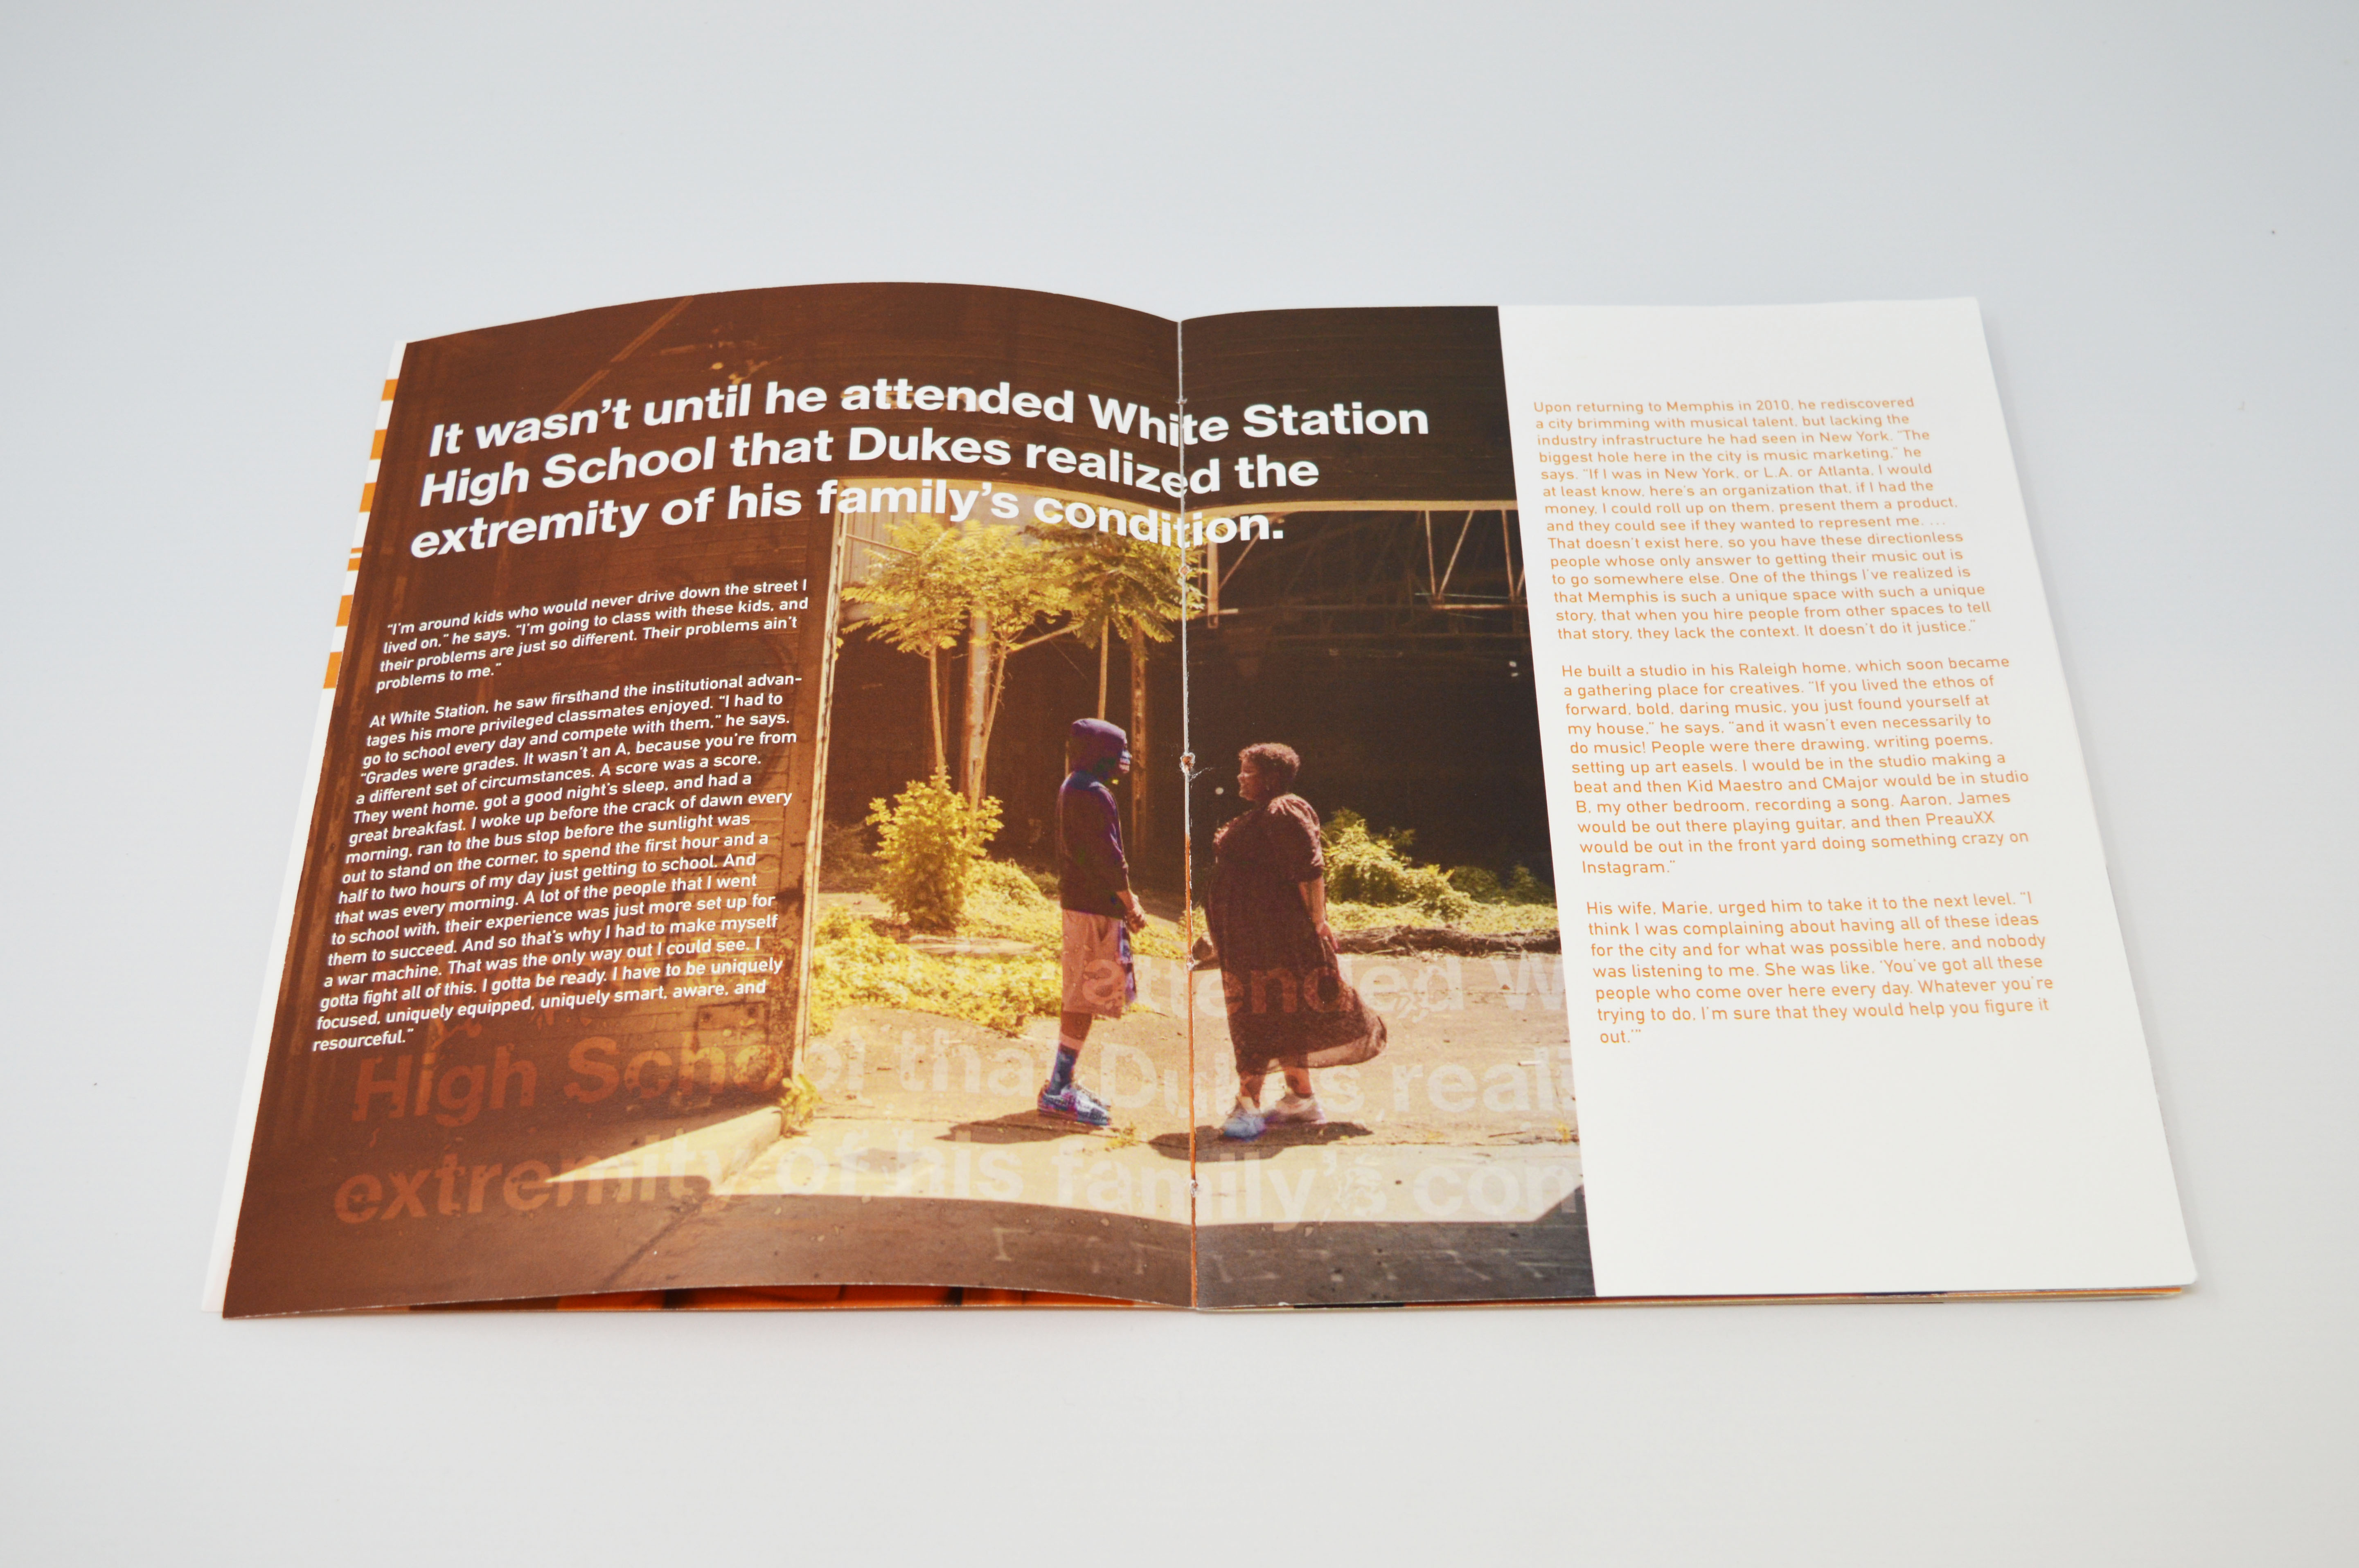 It wasn't until he attended White Station
High School that Dukes realized the
extremity of his family's condition.
"I'm around kids who would never drive down the street I
lived on," he says. "I'm going to class with these kids, and
their problems are just so different. Their problems ain't
problems to me."
At White Station, he saw firsthand the institutional advan-
tages his more privileged classmates enjoyed. "I had to
go to school every day and compete with them," he says.
"Grades were grades. It wasn't an A, because you're from
a different set of circumstances. A score was a score.
They went home, got a good night's sleep, and had a
great breakfast. I woke up before the crack of dawn every
morning, ran to the bus stop before the sunlight was
out to stand on the corner, to spend the first hour and a
half to two hours of my day just getting to school. And
that was every morning. A lot of the people that I went
to school with, their experience was just more set up for
them to succeed. And so that's why I had to make myself
a war machine. That was the only way out I could see. I
gotta fight all of this. I gotta be ready. I have to be uniquely
focused, uniquely equipped, uniquely smart, aware, and
resourceful."
attended W
High School that Dukes reali
extremity of his family's con
Upon returning to Memphis in 2010, he rediscovered
a city brimming with musical talent, but lacking the
industry infrastructure he had seen in New York. "The
biggest hole here in the city is music marketing," he
says. "If I was in New York, or L.A. or Atlanta, I would
at least know, here's an organization that, if I had the
money, I could roll up on them, present them a product,
and they could see if they wanted to represent me. ...
That doesn't exist here, so you have these directionless
people whose only answer to getting their music out is
to go somewhere else. One of the things I've realized is
that Memphis is such a unique space with such a unique
story, that when you hire people from other spaces to tell
that story, they lack the context. It doesn't do it justice."
He built a studio in his Raleigh home, which soon became
a gathering place for creatives. "If you lived the ethos of
forward, bold, daring music, you just found yourself at
my house," he says, "and it wasn't even necessarily to
do music! People were there drawing, writing poems,
setting up art easels. I would be in the studio making a
beat and then Kid Maestro and CMajor would be in studio
B, my other bedroom, recording a song. Aaron, James
would be out there playing guitar, and then PreauXX
would be out in the front yard doing something crazy on
Instagram."
His wife, Marie, urged him to take it to the next level. "I
think I was complaining about having all of these ideas
for the city and for what was possible here, and nobody
was listening to me. She was like, 'You've got all these
people who come over here every day. Whatever you're
trying to do, I'm sure that they would help you figure it
out.'"